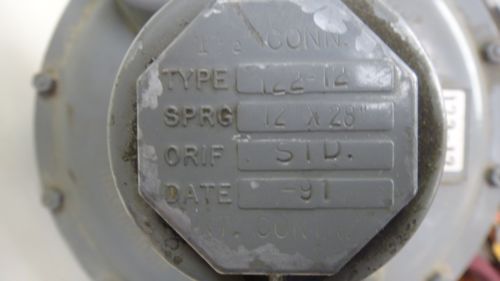 CONN.
TYPE 122-12
SPRG 12 X 28"
ORIF STD.
DATE -91